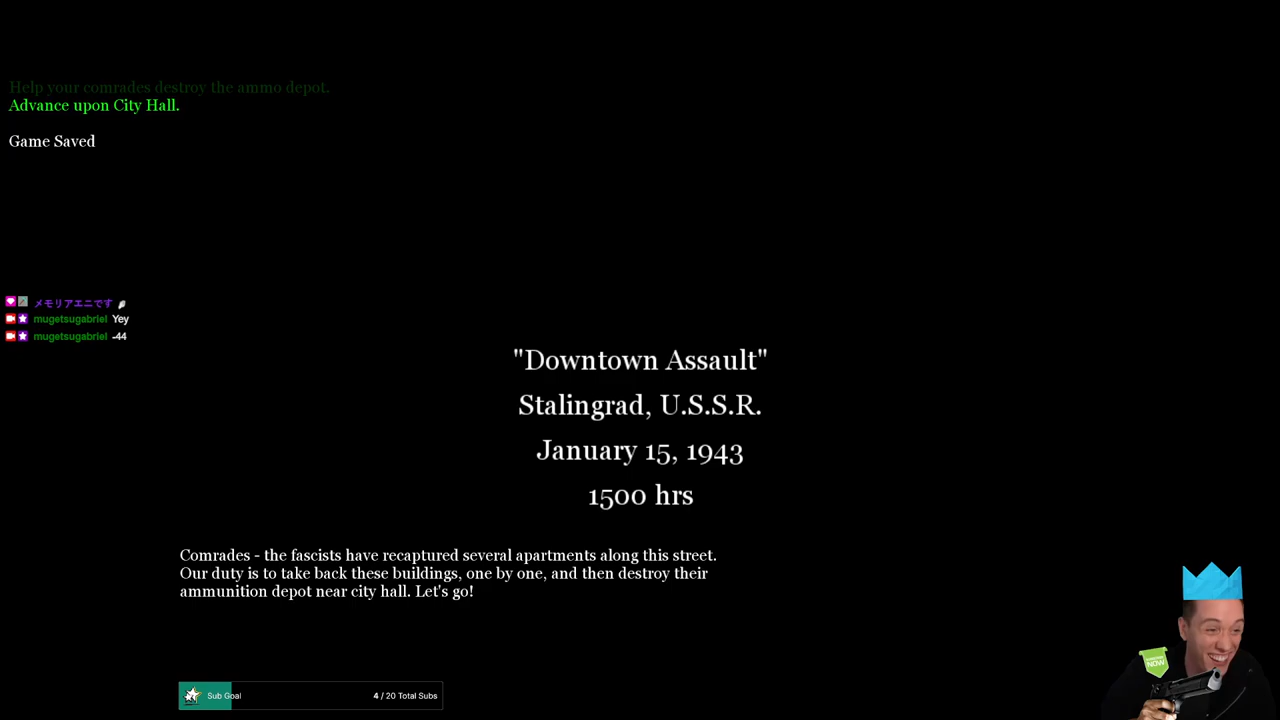 Help your comrades destroy the ammo depot.
Advance upon City Hall.
Game Saved
メモリアエニです
mugetsugabriel Yey
mugetsugabriel -44
"Downtown Assault"
Stalingrad, U.S.S.R.
January 15, 1943
1500 hrs
Comrades - the fascists have recaptured several apartments along this street.
Our duty is to take back these buildings, one by one, and then destroy their
ammunition depot near city hall. Let's go!
Sub Goal 4 / 20 Total Subs
NOW